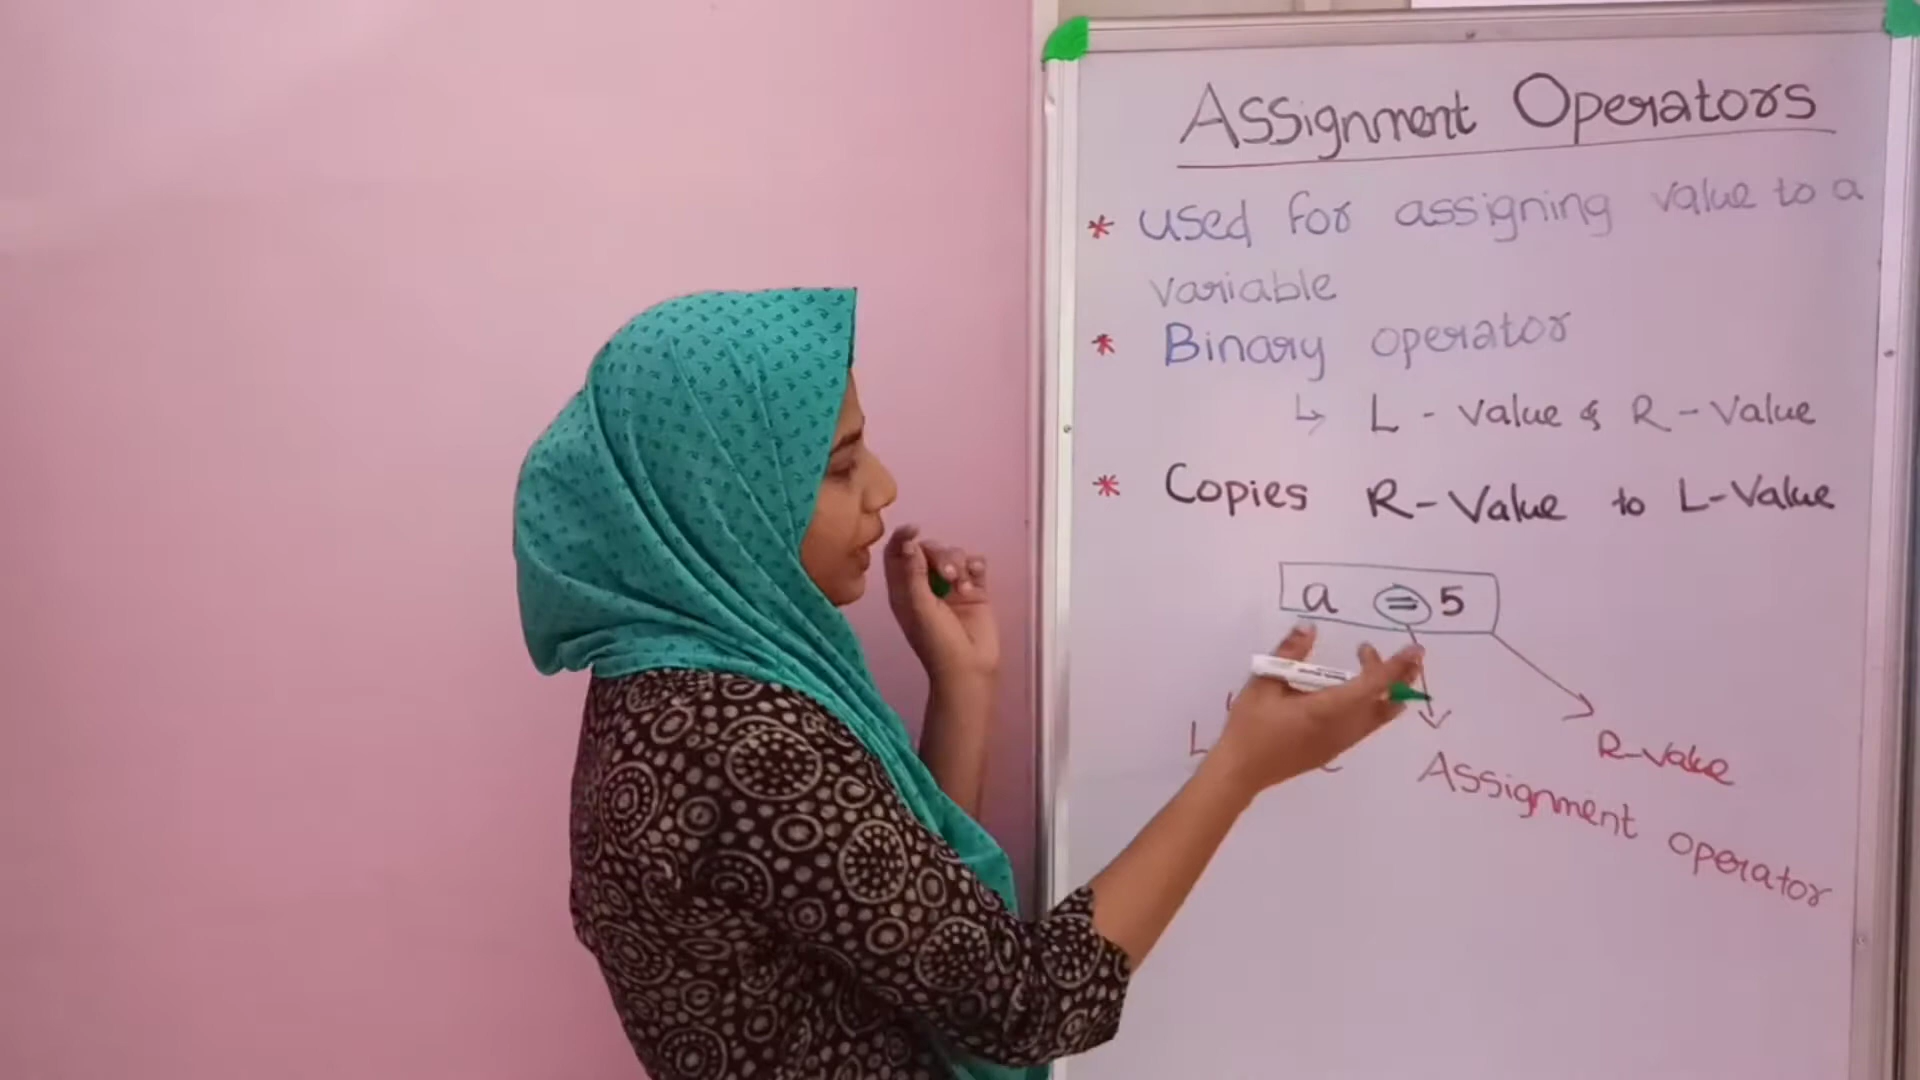 Assignment Operators
* used for assigning value to a
variable
* Binary operator
↳ L - value & R - value
* Copies R-Value to L-Value
a = 5
R-value
Assignment operator